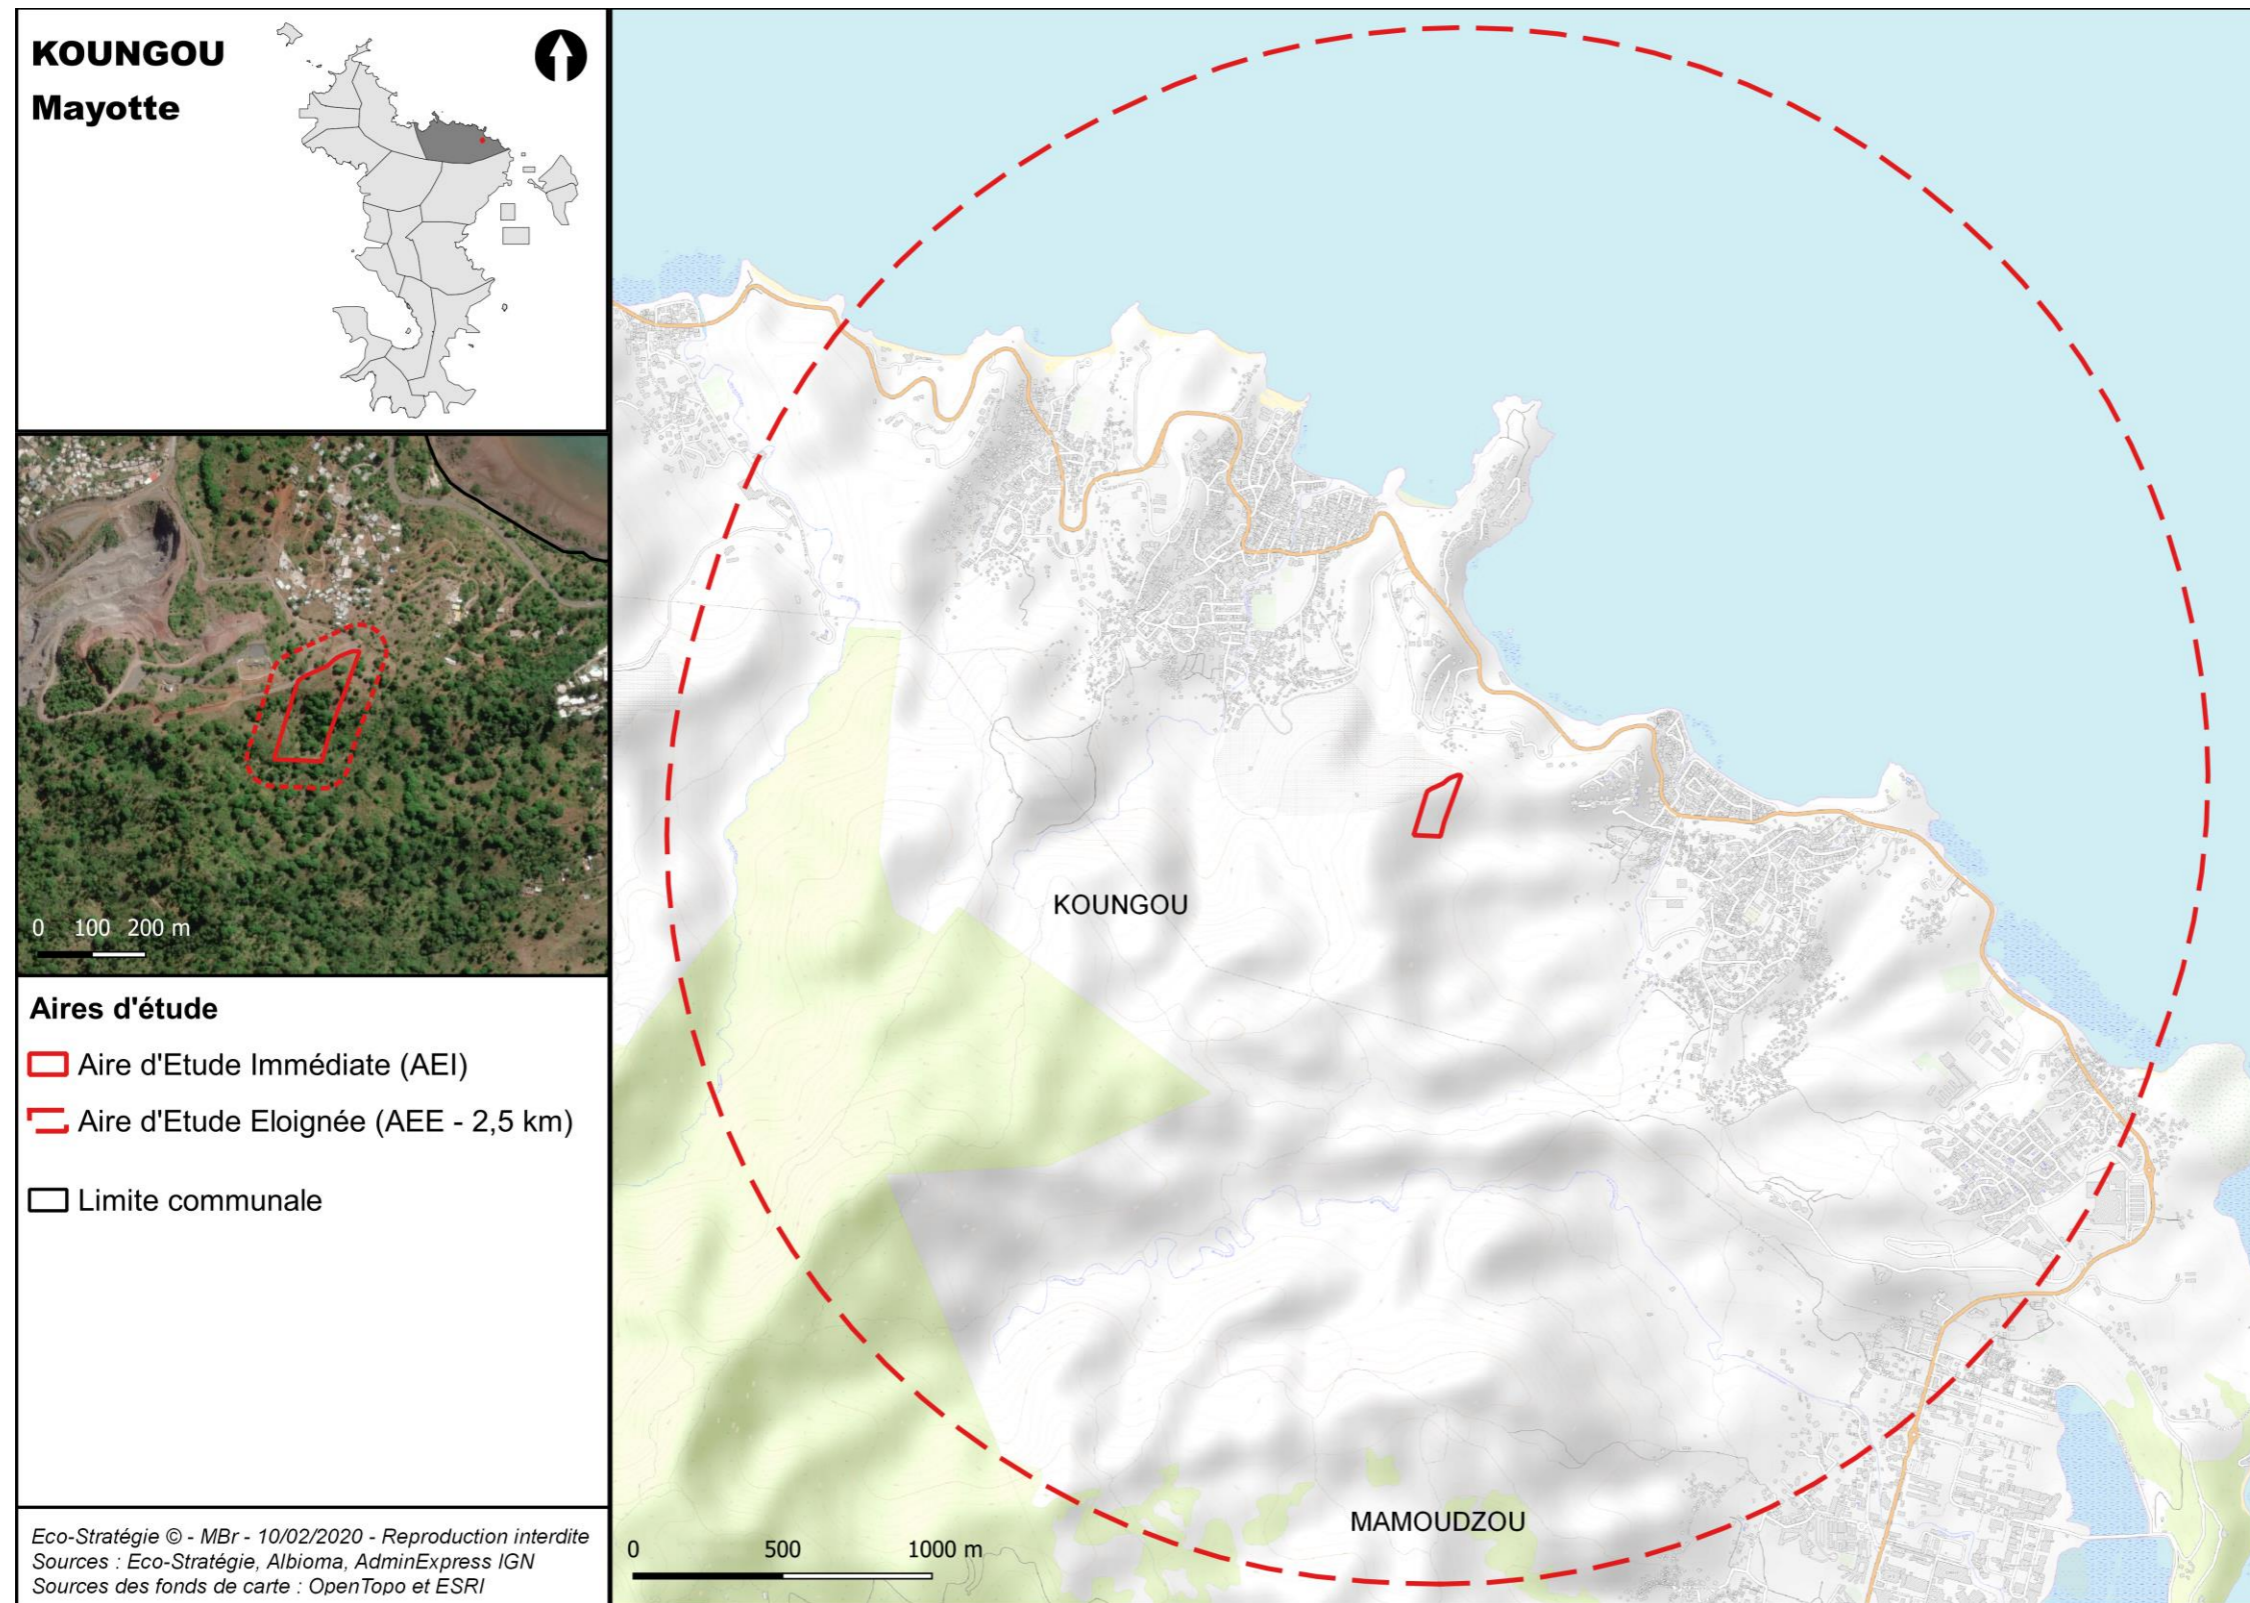 KOUNGOU
Mayotte
0 100 200 m
Aires d'étude
Aire d'Etude Immédiate (AEI)
Aire d'Etude Eloignée (AEE - 2,5 km)
Limite communale
Eco-Stratégie © - MBr - 10/02/2020 - Reproduction interdite
Sources : Eco-Stratégie, Albioma, AdminExpress IGN
Sources des fonds de carte : OpenTopo et ESRI
KOUNGOU
MAMOUDZOU
0 500 1000 m